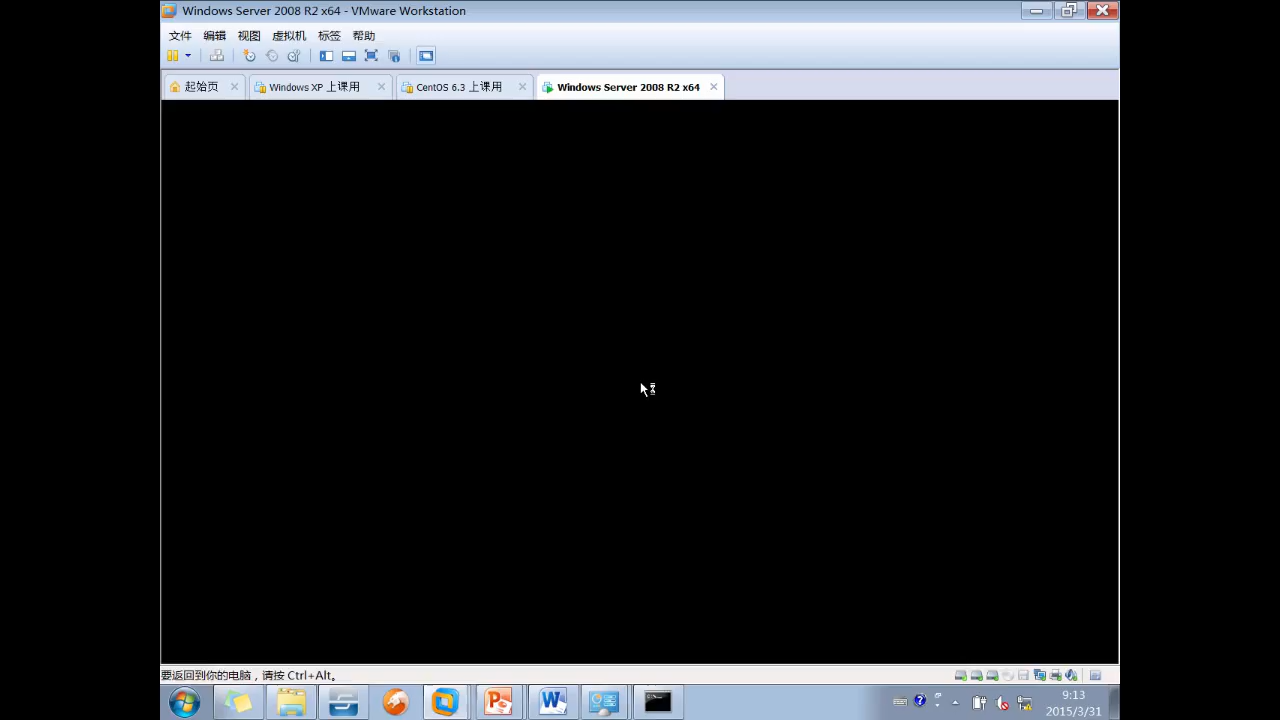 Windows Server 2008 R2 x64 - VMware Workstation
文件 编辑 视图 虚拟机 标签 帮助
起始页 Windows XP 上课用 CentOS 6.3 上课用 Windows Server 2008 R2 x64
要返回到你的电脑，请按 Ctrl+Alt。
9:13
2015/3/31